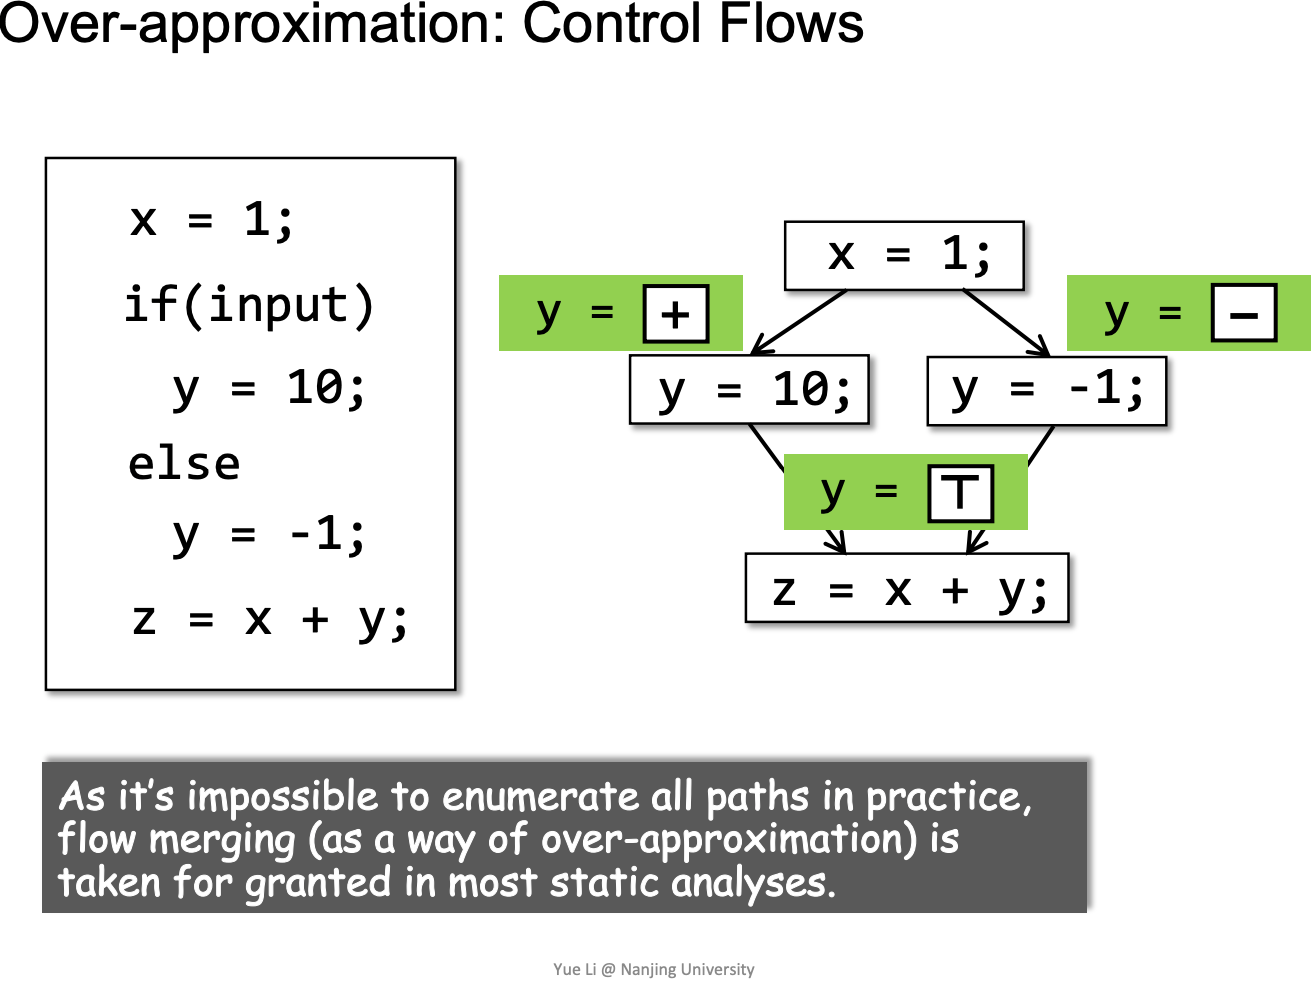 Over-approximation: Control Flows
x = 1;
if(input)
y = 10;
else
y = -1;
z = x + y;
x = 1;
y = +
y = −
y = 10;
y = -1;
y = ⊤
z = x + y;
As it's impossible to enumerate all paths in practice,
flow merging (as a way of over-approximation) is
taken for granted in most static analyses.
Yue Li @ Nanjing University